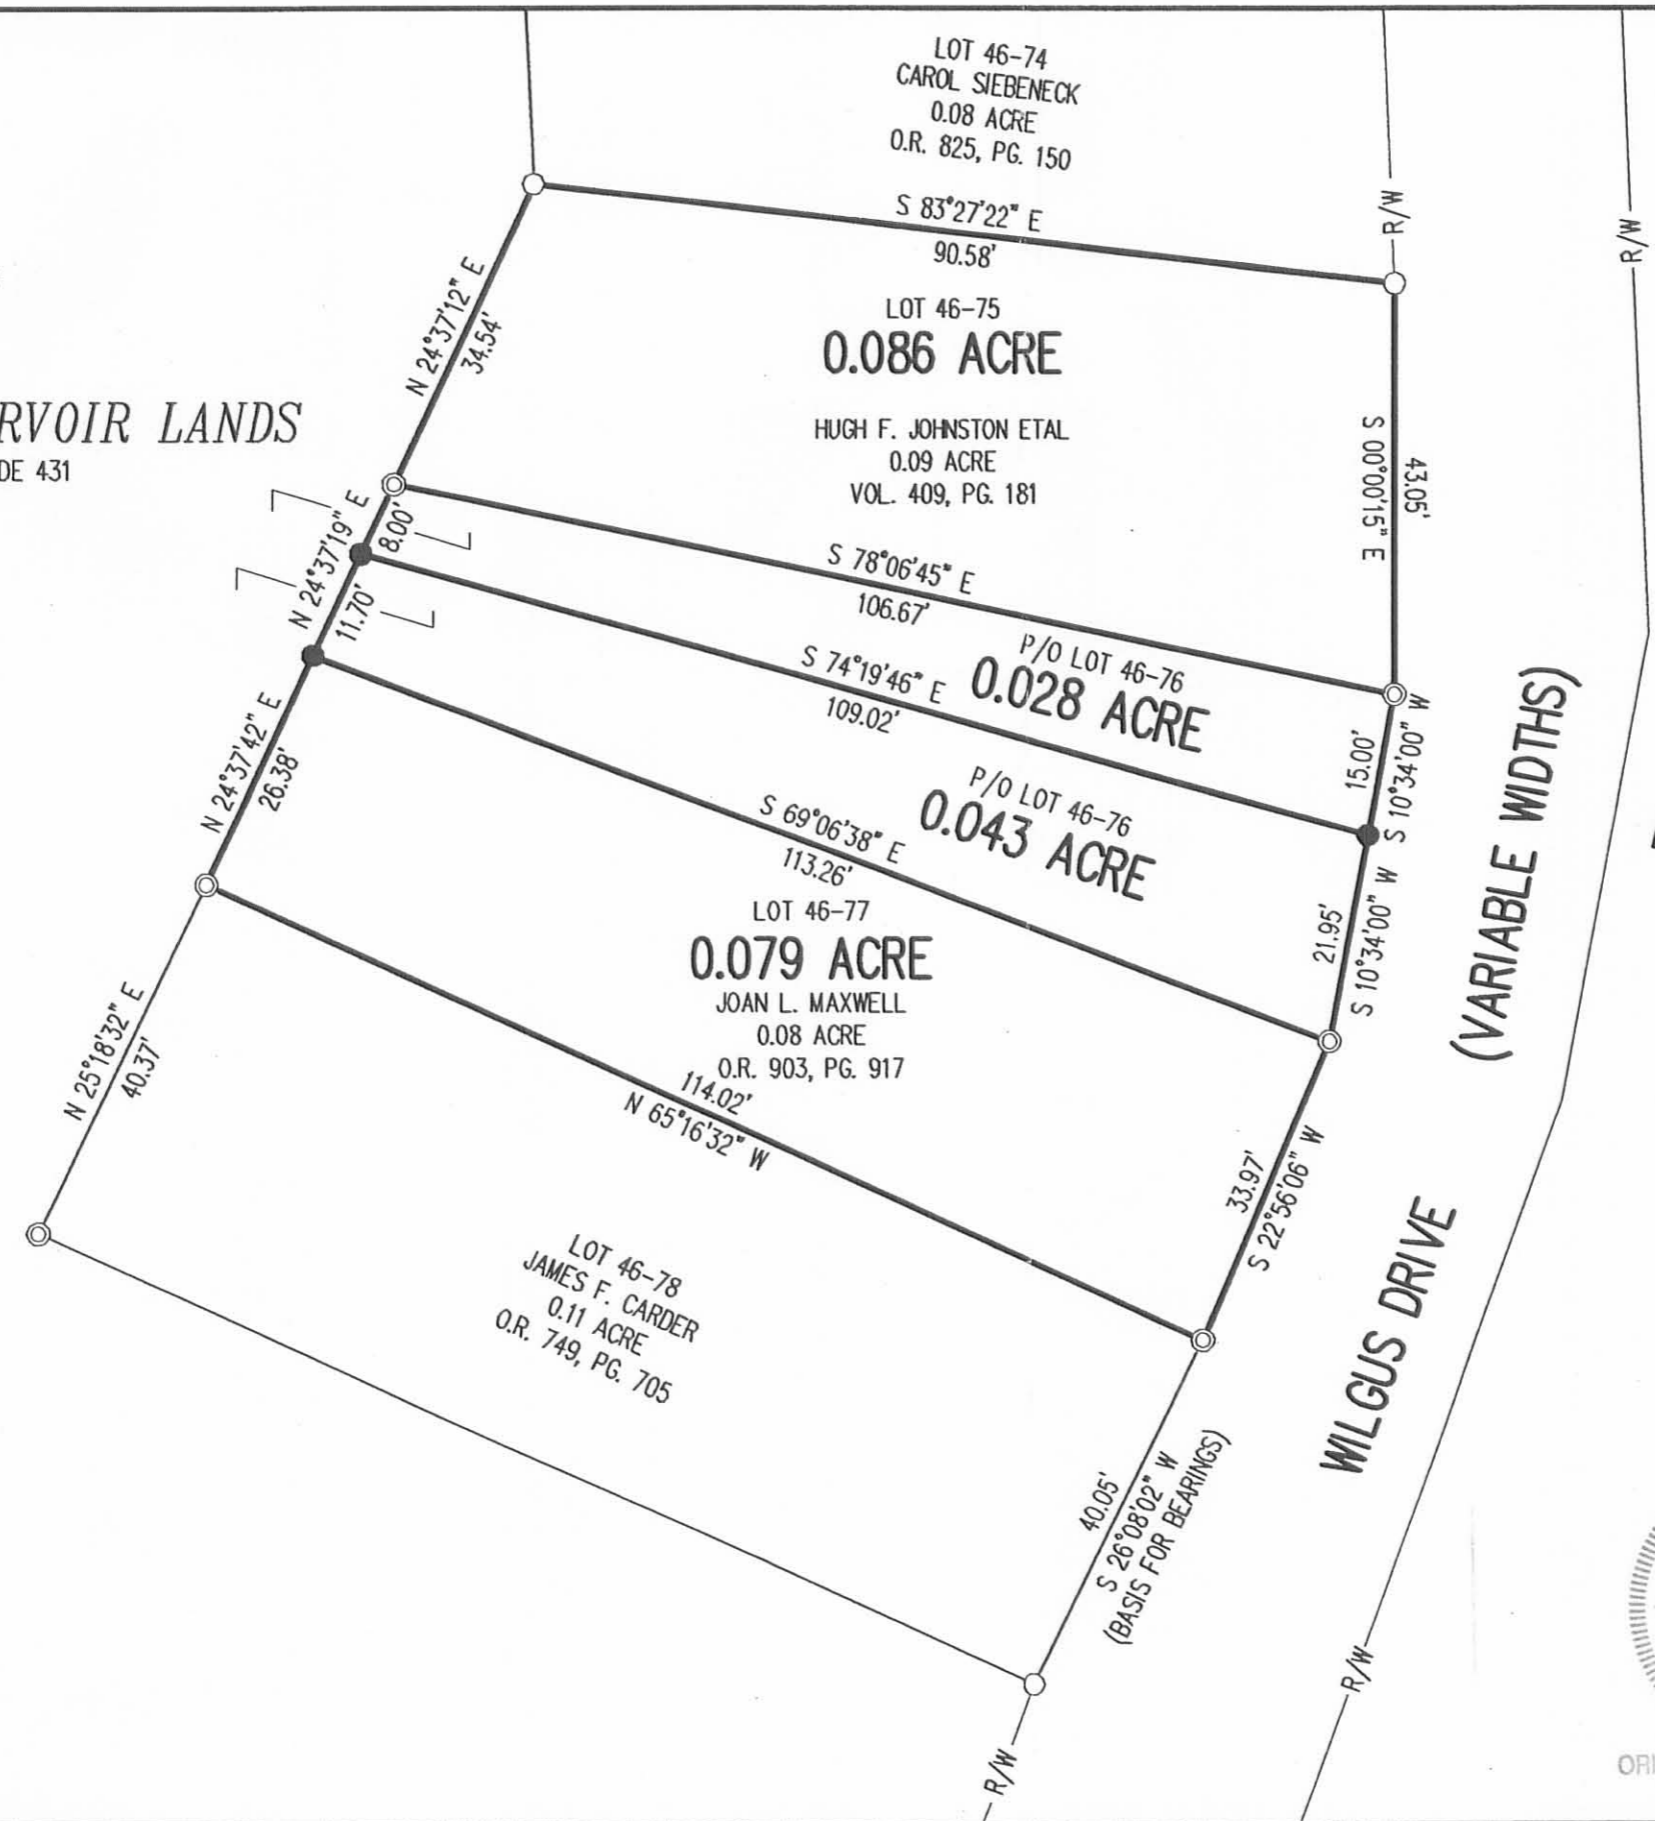 LOT 46-74
CAROL SIEBENECK
0.08 ACRE
O.R. 825, PG. 150
R/W
R/W
S 83°27'22" E
90.58'
N 24°37'12" E
34.54'
LOT 46-75
0.086 ACRE
HUGH F. JOHNSTON ETAL
0.09 ACRE
VOL. 409, PG. 181
S 00°00'15" E
43.05'
RVOIR LANDS
DE 431
N 24°37'19" E
8.00'
11.70'
S 78°06'45" E
106.67'
P/O LOT 46-76
0.028 ACRE
S 74°19'46" E
109.02'
15.00'
S 10°34'00" W
P/O LOT 46-76
0.043 ACRE
N 24°37'42" E
26.38'
S 69°06'38" E
113.26'
21.95'
S 10°34'00" W
LOT 46-77
0.079 ACRE
JOAN L. MAXWELL
0.08 ACRE
O.R. 903, PG. 917
114.02'
N 65°16'32" W
N 25°18'32" E
40.37'
33.97'
S 22°56'06" W
WILGUS DRIVE
(VARIABLE WIDTHS)
LOT 46-78
JAMES F. CARDER
0.11 ACRE
O.R. 749, PG. 705
40.05'
S 26°08'02" W
(BASIS FOR BEARINGS)
R/W
R/W